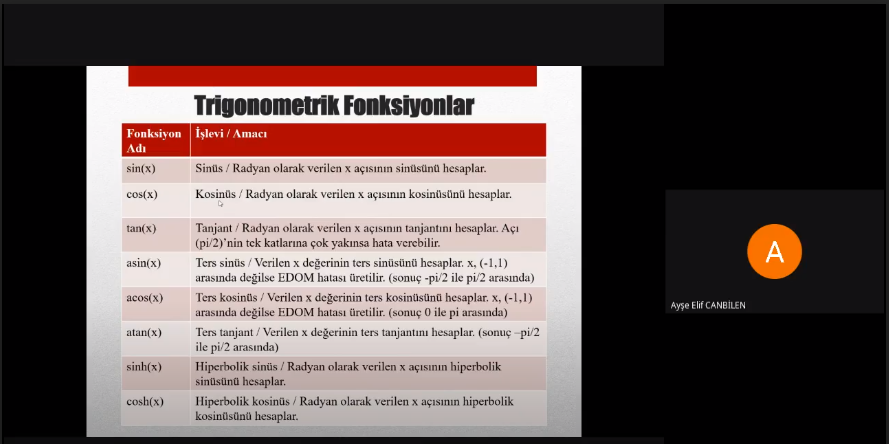 Trigonometrik Fonksiyonlar
Fonksiyon Adı İşlevi / Amacı
sin(x) Sinüs / Radyan olarak verilen x açısının sinüsünü hesaplar.
cos(x) Kosinüs / Radyan olarak verilen x açısının kosinüsünü hesaplar.
tan(x) Tanjant / Radyan olarak verilen x açısının tanjantını hesaplar. Açı
(pi/2)'nin tek katlarına çok yakınsa hata verebilir.
asin(x) Ters sinüs / Verilen x değerinin ters sinüsünü hesaplar. x, (-1,1)
arasında değilse EDOM hatası üretilir. (sonuç -pi/2 ile pi/2 arasında)
acos(x) Ters kosinüs / Verilen x değerinin ters kosinüsünü hesaplar. x, (-1,1)
arasında değilse EDOM hatası üretilir. (sonuç 0 ile pi arasında)
atan(x) Ters tanjant / Verilen x değerinin ters tanjantını hesaplar. (sonuç –pi/2
ile pi/2 arasında)
sinh(x) Hiperbolik sinüs / Radyan olarak verilen x açısının hiperbolik
sinüsünü hesaplar.
cosh(x) Hiperbolik kosinüs / Radyan olarak verilen x açısının hiperbolik
kosinüsünü hesaplar.
A
Ayşe Elif CANBİLEN